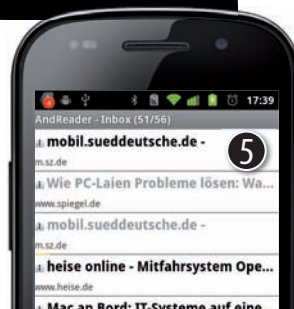 17:39
AndReader - Inbox (51/56)
mobil.sueddeutsche.de -
5
m.sz.de
Wie PC-Laien Probleme lösen: Wa...
www.spiegel.de
mobil.sueddeutsche.de -
m.sz.de
heise online - Mitfahrsystem Ope...
www.heise.de
Mac an Bord: IT-Systeme auf eine...